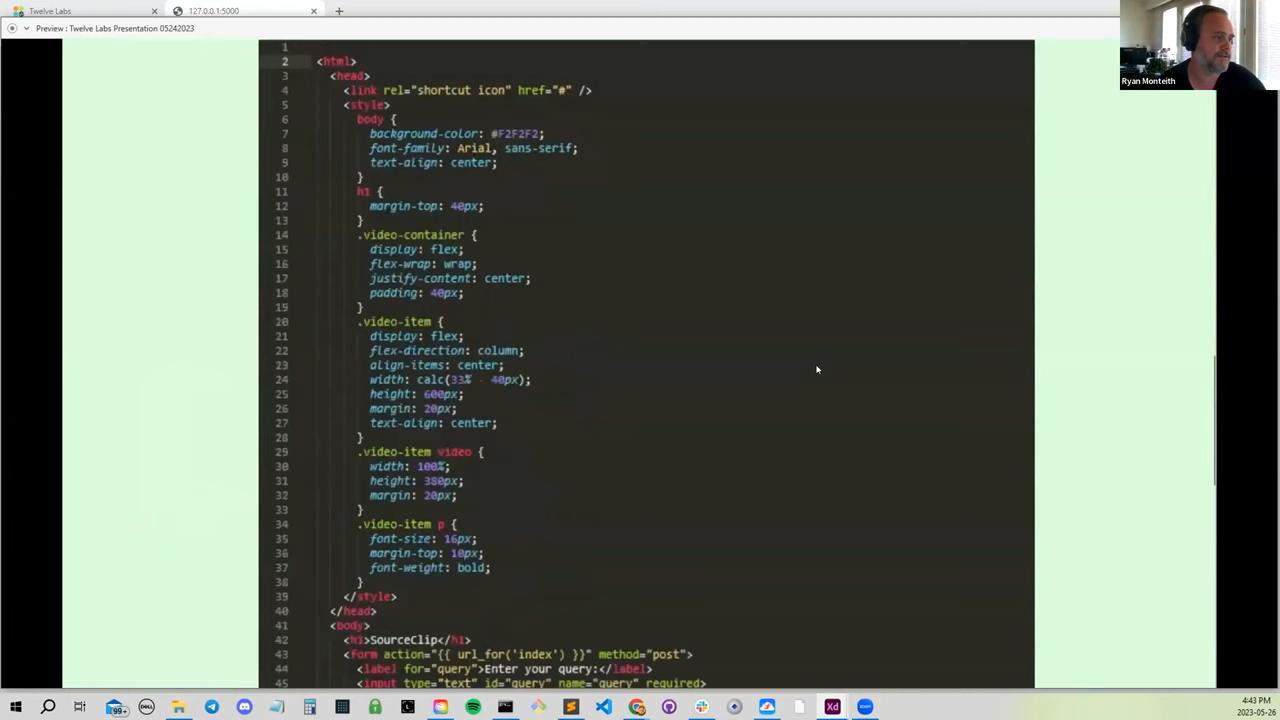 Twelve Labs
127.0.0.1:5000
Preview : Twelve Labs Presentation 05242023
Ryan Monteith
1
2 <html>
3 <head>
4 <link rel="shortcut icon" href="#" />
5 <style>
6 body {
7 background-color: #F2F2F2;
8 font-family: Arial, sans-serif;
9 text-align: center;
10 }
11 h1 {
12 margin-top: 40px;
13 }
14 .video-container {
15 display: flex;
16 flex-wrap: wrap;
17 justify-content: center;
18 padding: 40px;
19 }
20 .video-item {
21 display: flex;
22 flex-direction: column;
23 align-items: center;
24 width: calc(33% - 40px);
25 height: 600px;
26 margin: 20px;
27 text-align: center;
28 }
29 .video-item video {
30 width: 100%;
31 height: 380px;
32 margin: 20px;
33 }
34 .video-item p {
35 font-size: 16px;
36 margin-top: 10px;
37 font-weight: bold;
38 }
39 </style>
40 </head>
41 <body>
42 <h1>SourceClip</h1>
43 <form action="{{ url_for('index') }}" method="post">
44 <label for="query">Enter your query:</label>
45 <input type="text" id="query" name="query" required>
99+
DELL
Xd
zoom
4:43 PM
2023-05-26